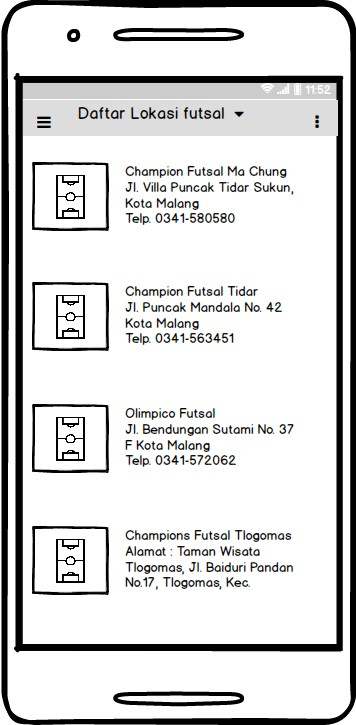 11:52
Daftar Lokasi futsal
Champion Futsal Ma Chung
Jl. Villa Puncak Tidar Sukun,
Kota Malang
Telp. 0341-580580
Champion Futsal Tidar
Jl. Puncak Mandala No. 42
Kota Malang
Telp. 0341-563451
Olimpico Futsal
Jl. Bendungan Sutami No. 37
F Kota Malang
Telp. 0341-572062
Champions Futsal Tlogomas
Alamat : Taman Wisata
Tlogomas, Jl. Baiduri Pandan
No.17, Tlogomas, Kec.